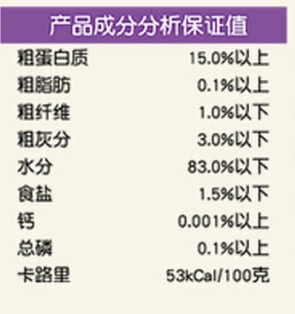 产品成分分析保证值
粗蛋白质 15.0%以上
粗脂肪 0.1%以上
粗纤维 1.0%以下
粗灰分 3.0%以下
水分 83.0%以下
食盐 1.5%以下
钙 0.001%以上
总磷 0.1%以上
卡路里 53kCal/100克